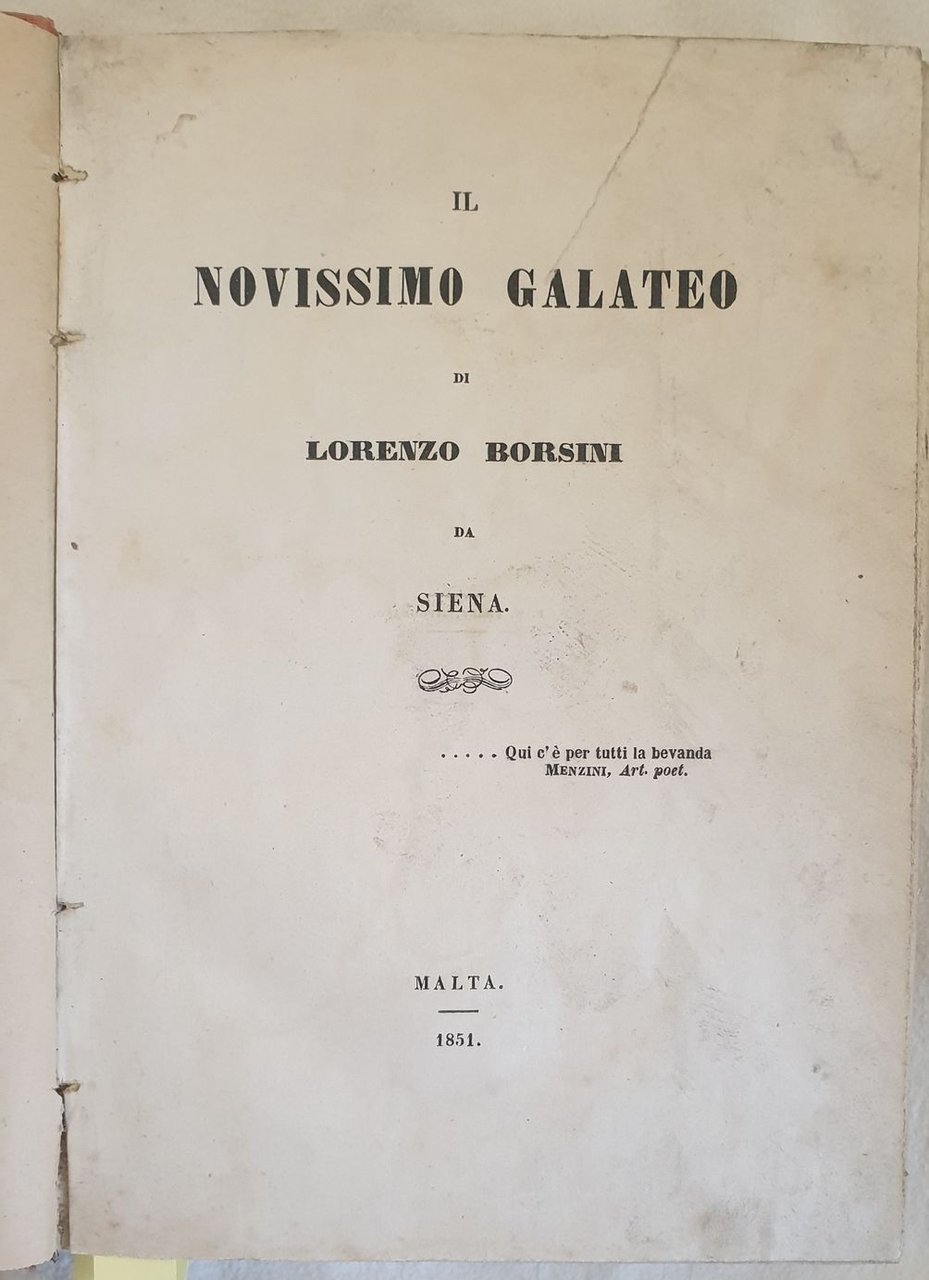 IL
NOVISSIMO GALATEO
DI
LORENZO BORSINI
DA
SIENA.
. . . . . Qui c'è per tutti la bevanda
MENZINI, Art. poet.
MALTA.
1851.